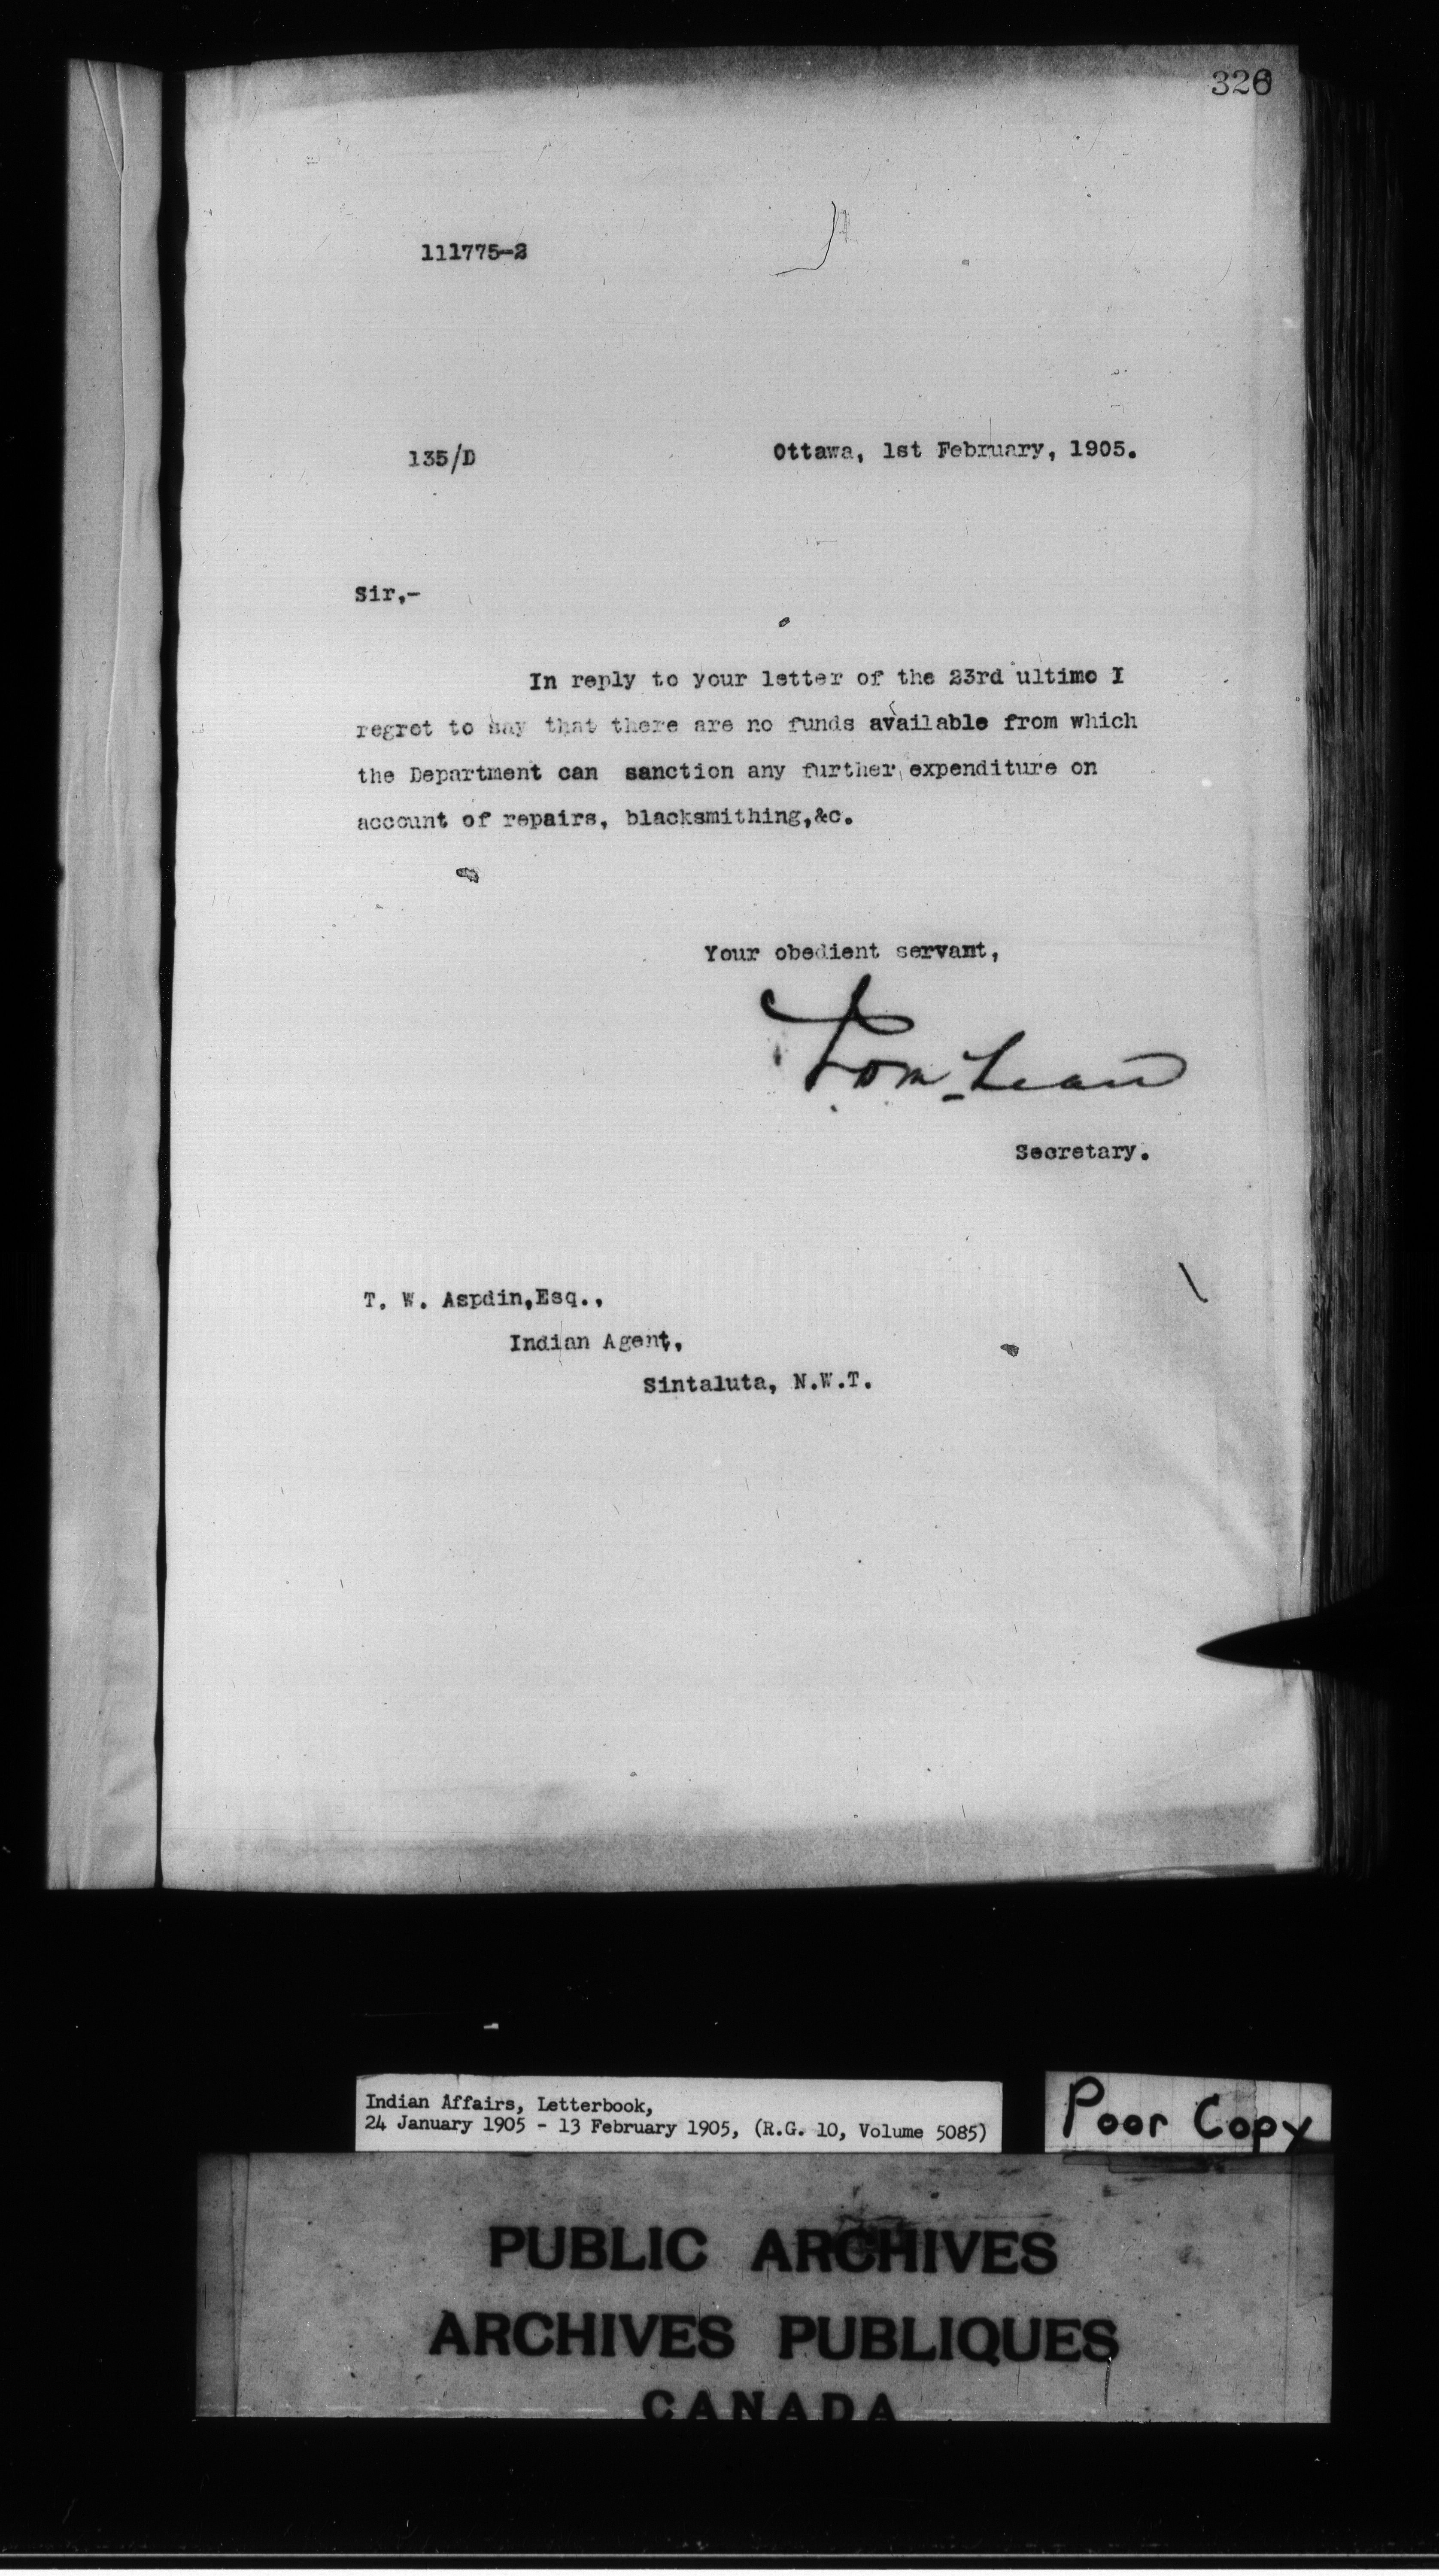 326
111775-2
135/D
Ottawa, 1st February, 1905.
Sir,-
In reply to your letter of the 23rd ultimo I
regret to say that there are no funds available from which
the Department can sanction any further expenditure on
account of repairs, blacksmithing,&c.
Your obedient servant,
Secretary.
T. W. Aspdin,Esq.,
Indian Agent,
Sintaluta, N.W.T.
Indian Affairs, Letterbook,
24 January 1905 - 13 February 1905, (R.G. 10, Volume 5085)
Poor Copy
PUBLIC ARCHIVES
ARCHIVES PUBLIQUES
CANADA